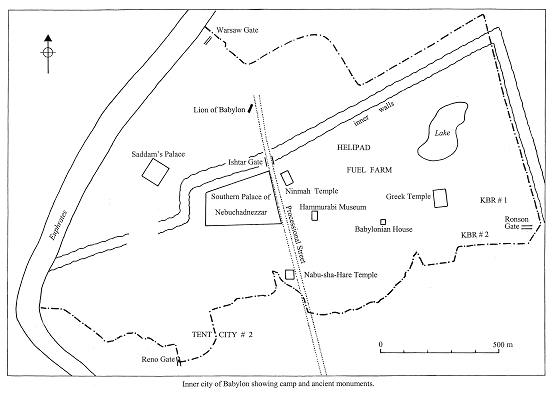 Warsaw Gate
Lion of Babylon
inner walls
Lake
HELIPAD
Saddam's Palace
Ishtar Gate
FUEL FARM
Ninmah Temple
Southern Palace of
Nebuchadnezzar
Greek Temple
KBR # 1
Hammurabi Museum
Processional Street
Babylonian House
Ronson
Gate
KBR # 2
Euphrates
Nabu-sha-Hare Temple
TENT CITY # 2
Reno Gate
0 500 m
Inner city of Babylon showing camp and ancient monuments.